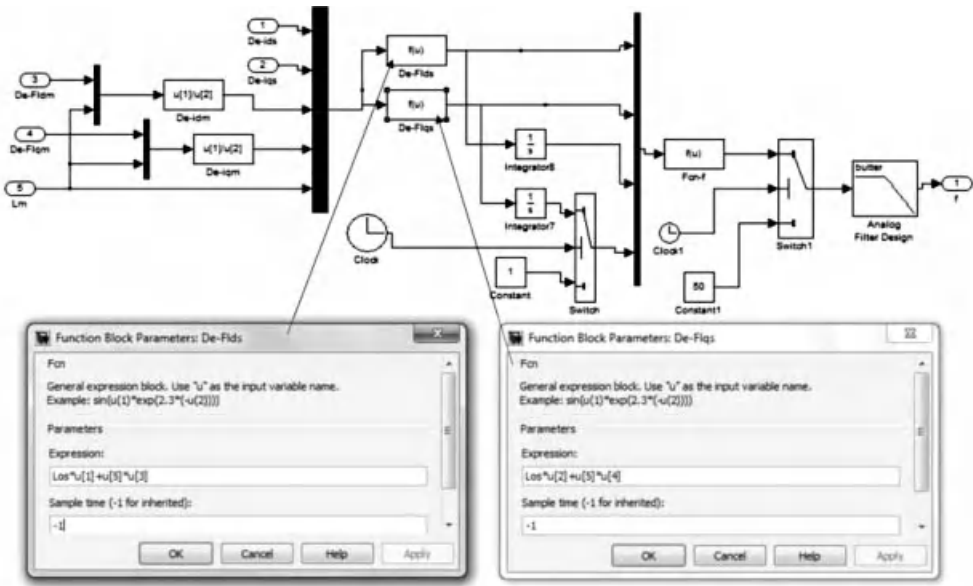 1
De-ids
2
De-iqs
3
De-Fldm
u[1]/u[2]
De-idm
4
De-Flqm
u[1]/u[2]
De-iqm
5
Lm
f(u)
De-Flds
f(u)
De-Flqs
1
s
Integrator6
1
s
Integrator7
Clock
1
Constant
Switch
f(u)
Fcn-f
Clock1
50
Constant1
Switch1
butter
Analog
Filter Design
1
f
Function Block Parameters: De-Flds
Fcn
General expression block. Use "u" as the input variable name.
Example: sin(u(1)*exp(2.3*(-u(2))))
Parameters
Expression:
Los*u[1]+u[5]*u[3]
Sample time (-1 for inherited):
-1
OK Cancel Help Apply
Function Block Parameters: De-Flqs
Fcn
General expression block. Use "u" as the input variable name.
Example: sin(u(1)*exp(2.3*(-u(2))))
Parameters
Expression:
Los*u[2]+u[5]*u[4]
Sample time (-1 for inherited):
-1
OK Cancel Help Apply